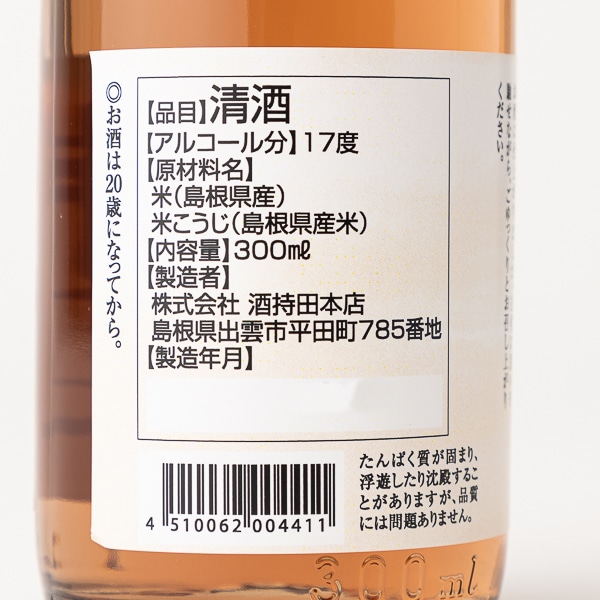 ◎お酒は20歳になってから。
【品目】清酒
【アルコール分】17度
【原材料名】
米(島根県産)
米こうじ(島根県産米)
【内容量】300㎖
【製造者】
株式会社 酒持田本店
島根県出雲市平田町785番地
【製造年月】
4 510062 004411
たんぱく質が固まり、
浮遊したり沈殿するこ
とがありますが、品質
には問題ありません。
ください。
300ml